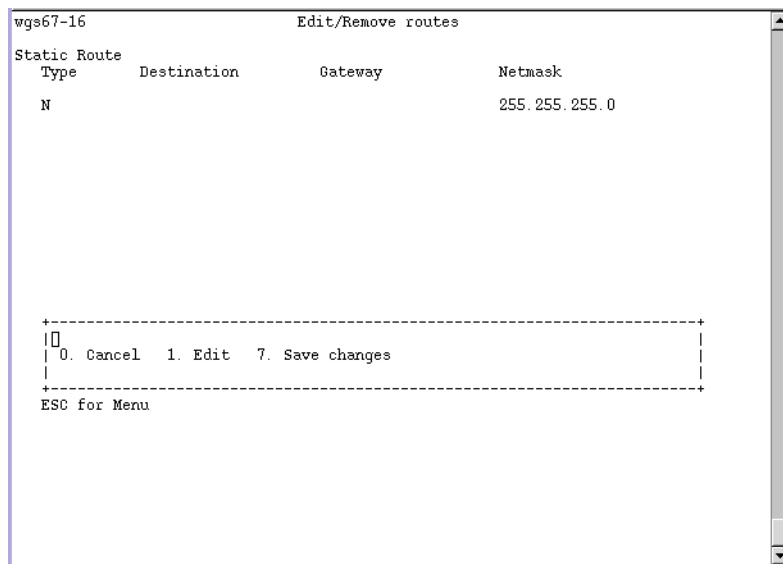 wgs67-16 Edit/Remove routes
Static Route
Type Destination Gateway Netmask
N 255.255.255.0
+------------------------------------------------------------------------+
| |
| 0. Cancel 1. Edit 7. Save changes |
| |
+------------------------------------------------------------------------+
ESC for Menu